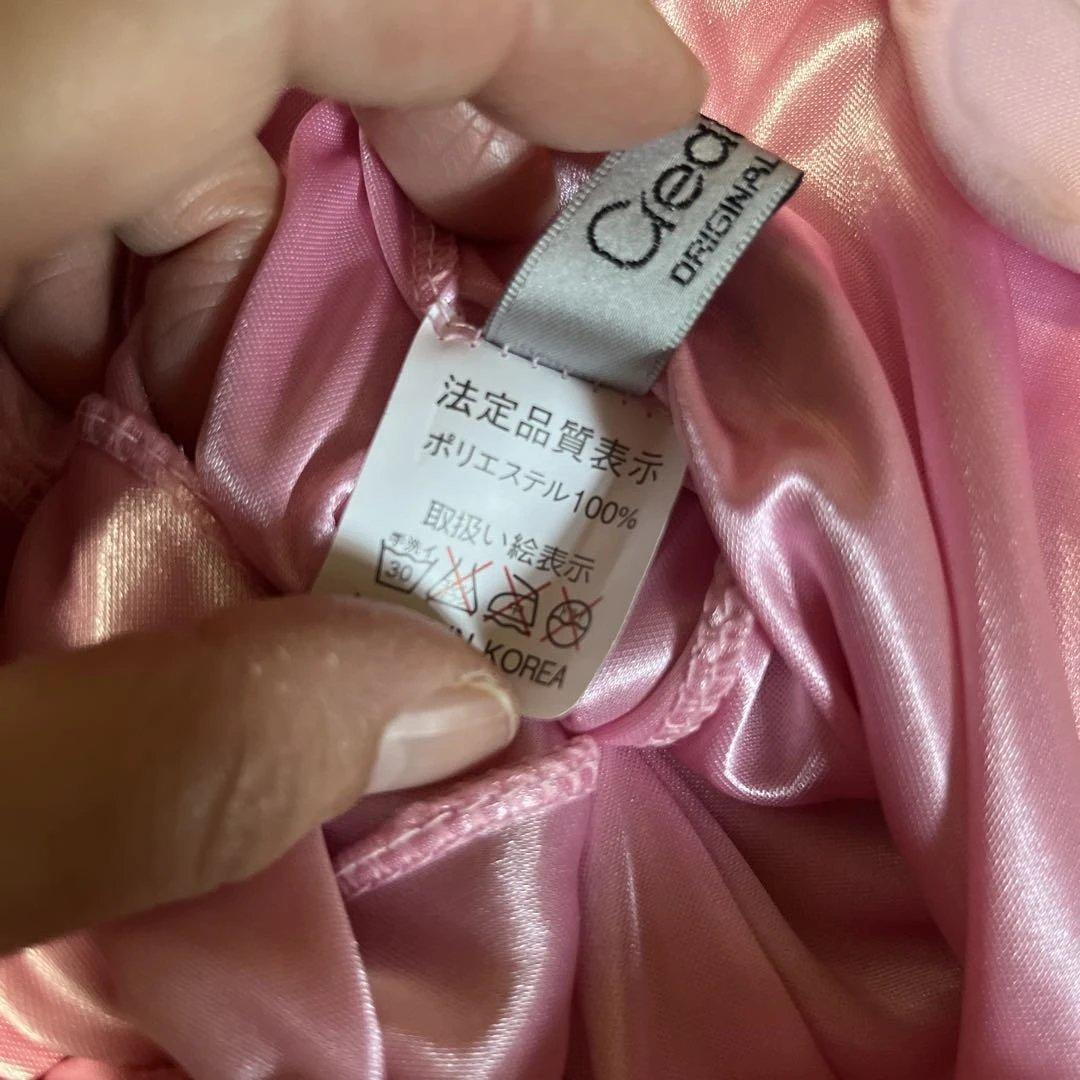 Crea
ORIGINAL
法定品質表示
ポリエステル100%
取扱い絵表示
手洗イ
30
IN KOREA